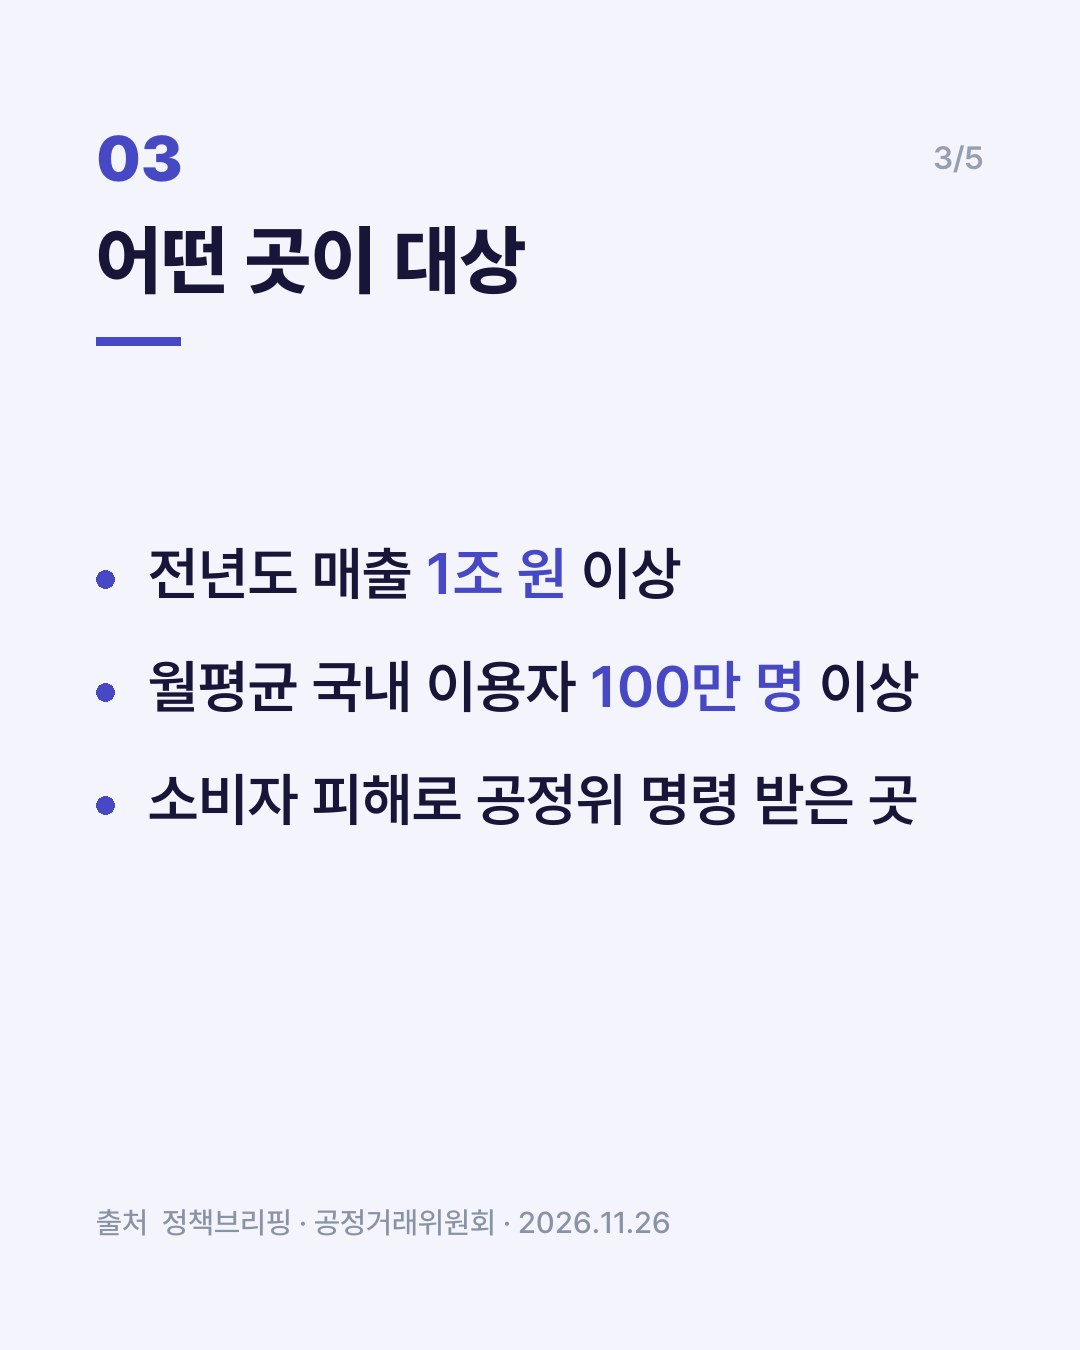 03
3/5
어떤 곳이 대상
• 전년도 매출 1조 원 이상
• 월평균 국내 이용자 100만 명 이상
• 소비자 피해로 공정위 명령 받은 곳
출처 정책브리핑 · 공정거래위원회 · 2026.11.26